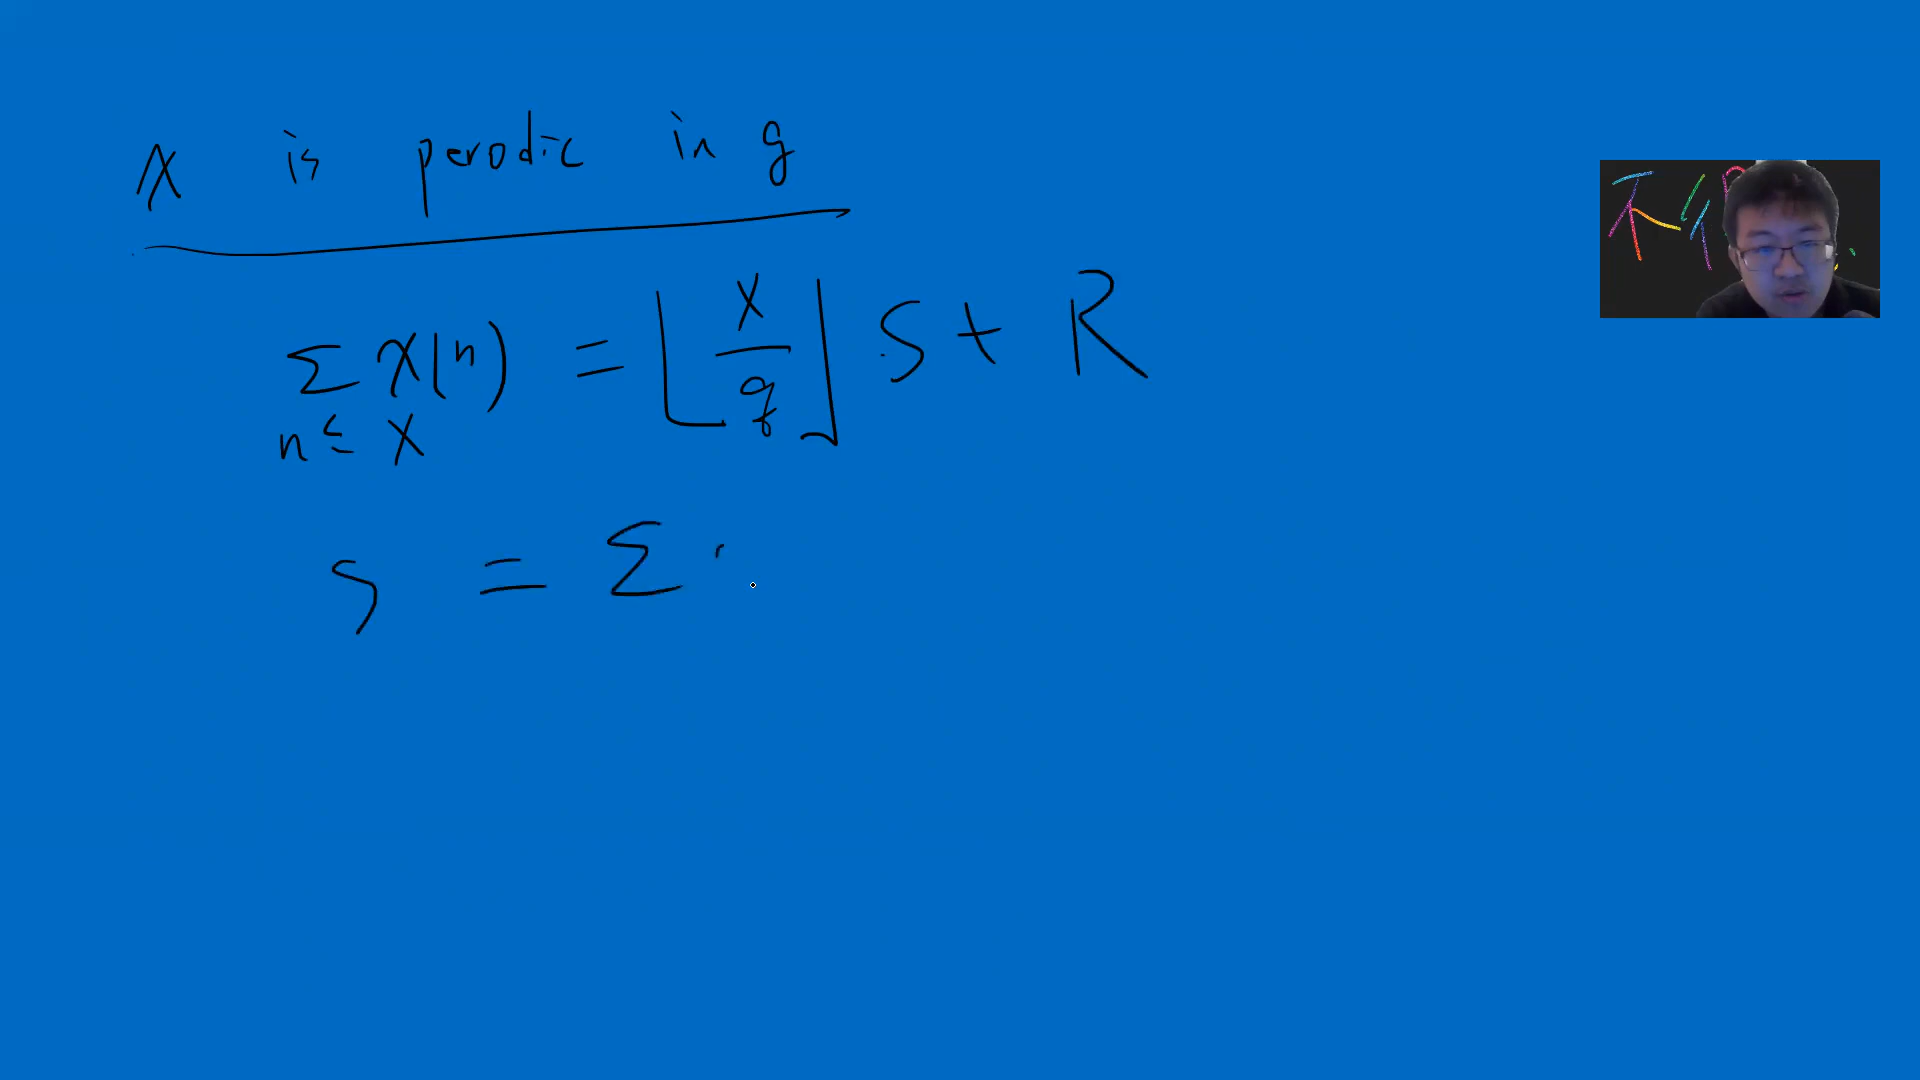 χ is perodic in q
∑ χ(n) = ⌊x/q⌋ S + R
n ≤ x
S = ∑